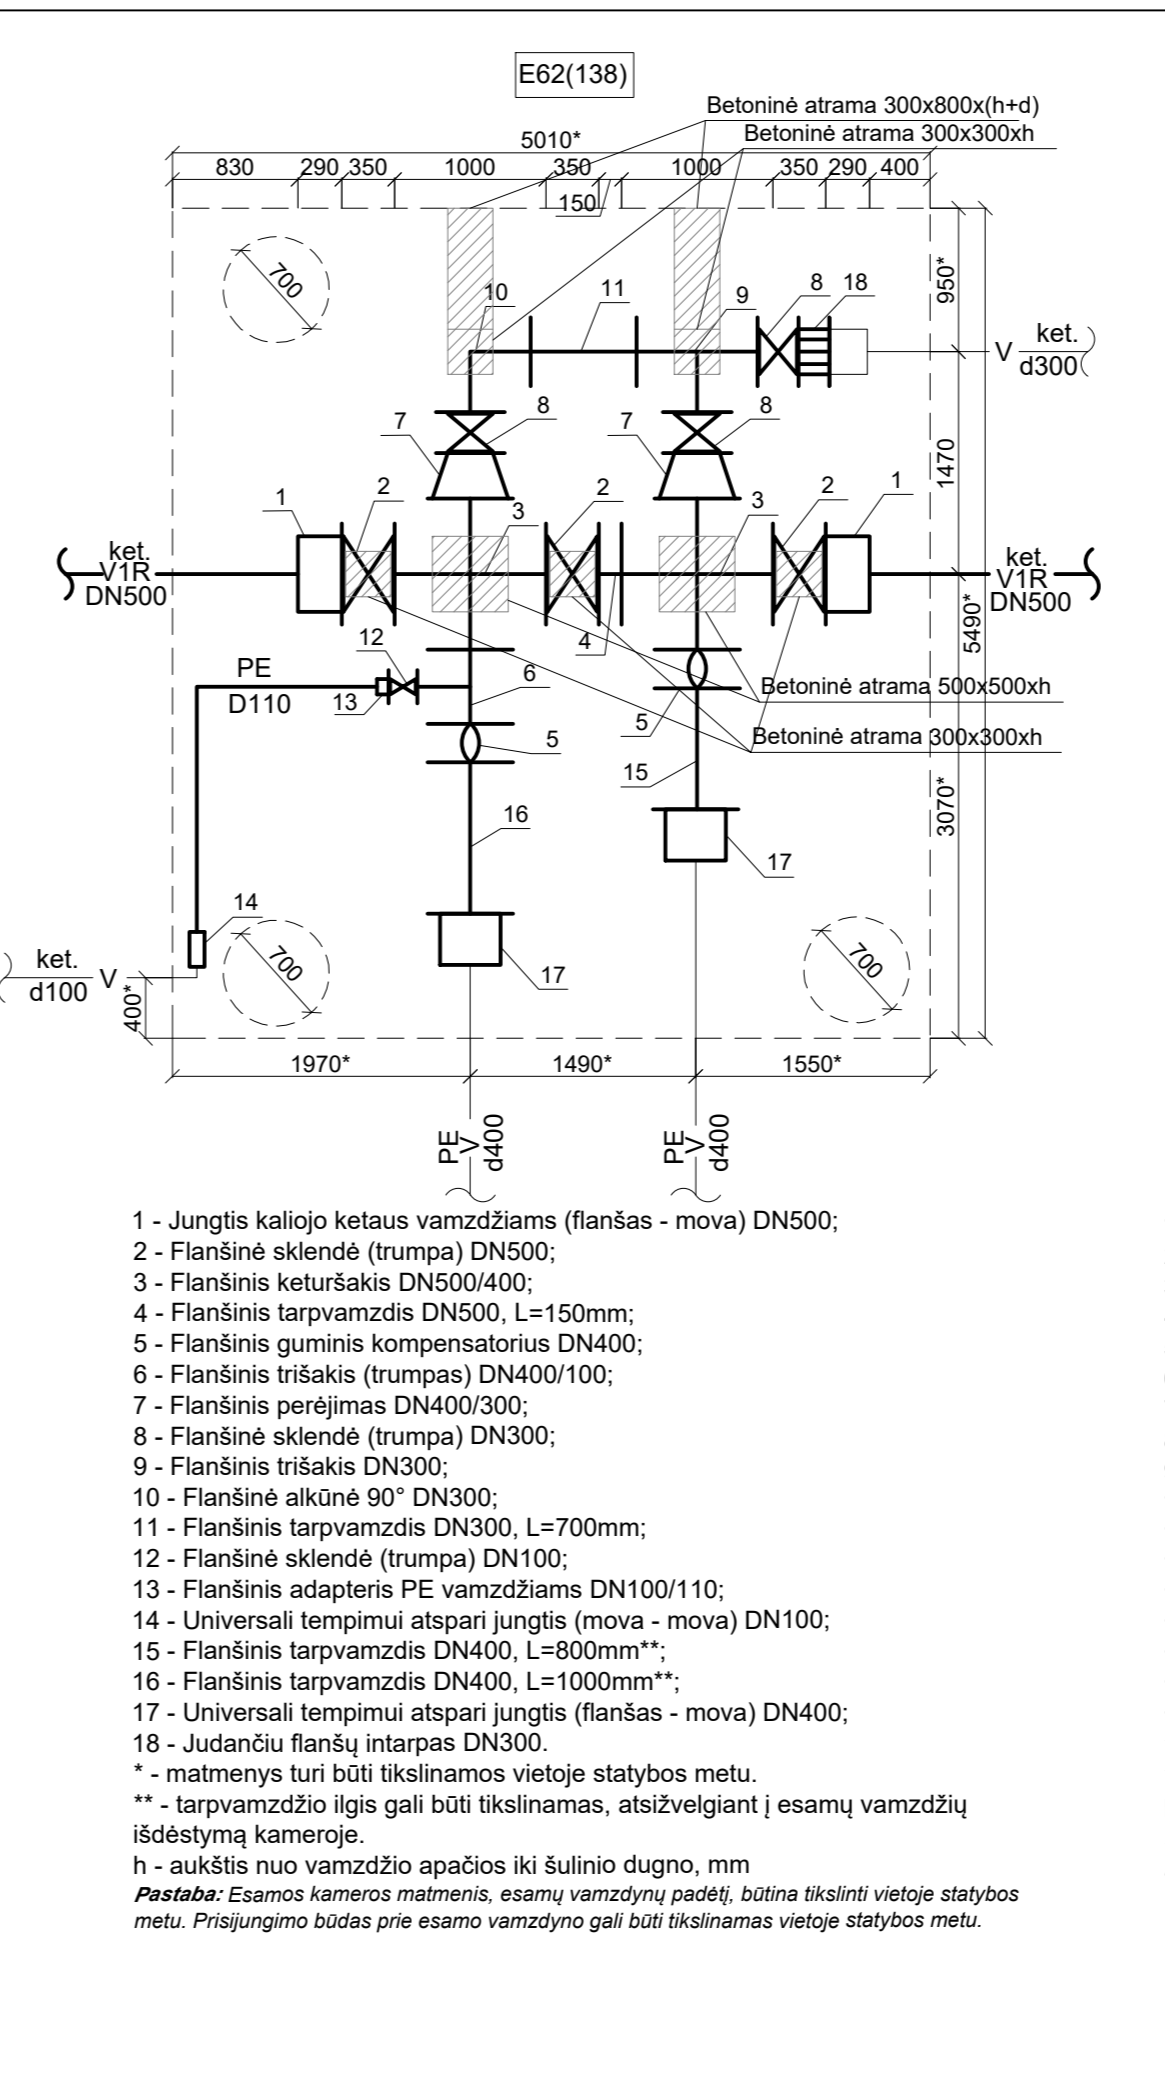 E62(138)
Betoninė atrama 300x800x(h+d)
Betoninė atrama 300x300xh
5010*
830 290 350 1000 350 1000 350 290 400
150
700
10 11 9 8 18
950*
V ket. d300
7 8 7 8
1470
1 2 3 2 3 2 1
ket.
V1R
DN500
ket.
V1R
DN500
5490*
12 4
PE
D110
13 6
Betoninė atrama 500x500xh
5 5
Betoninė atrama 300x300xh
15
3070*
16
17
14
700
700
17
ket.
d100
V
400*
1970* 1490* 1550*
PE
V
d400
PE
V
d400
1 - Jungtis kaliojo ketaus vamzdžiams (flanšas - mova) DN500;
2 - Flanšinė sklendė (trumpa) DN500;
3 - Flanšinis keturšakis DN500/400;
4 - Flanšinis tarpvamzdis DN500, L=150mm;
5 - Flanšinis guminis kompensatorius DN400;
6 - Flanšinis trišakis (trumpas) DN400/100;
7 - Flanšinis perėjimas DN400/300;
8 - Flanšinė sklendė (trumpa) DN300;
9 - Flanšinis trišakis DN300;
10 - Flanšinė alkūnė 90° DN300;
11 - Flanšinis tarpvamzdis DN300, L=700mm;
12 - Flanšinė sklendė (trumpa) DN100;
13 - Flanšinis adapteris PE vamzdžiams DN100/110;
14 - Universali tempimui atspari jungtis (mova - mova) DN100;
15 - Flanšinis tarpvamzdis DN400, L=800mm**;
16 - Flanšinis tarpvamzdis DN400, L=1000mm**;
17 - Universali tempimui atspari jungtis (flanšas - mova) DN400;
18 - Judančiu flanšų intarpas DN300.
* - matmenys turi būti tikslinamos vietoje statybos metu.
** - tarpvamzdžio ilgis gali būti tikslinamas, atsižvelgiant į esamų vamzdžių
išdėstymą kameroje.
h - aukštis nuo vamzdžio apačios iki šulinio dugno, mm
Pastaba: Esamos kameros matmenis, esamų vamzdynų padėtį, būtina tikslinti vietoje statybos
metu. Prisijungimo būdas prie esamo vamzdyno gali būti tikslinamas vietoje statybos metu.